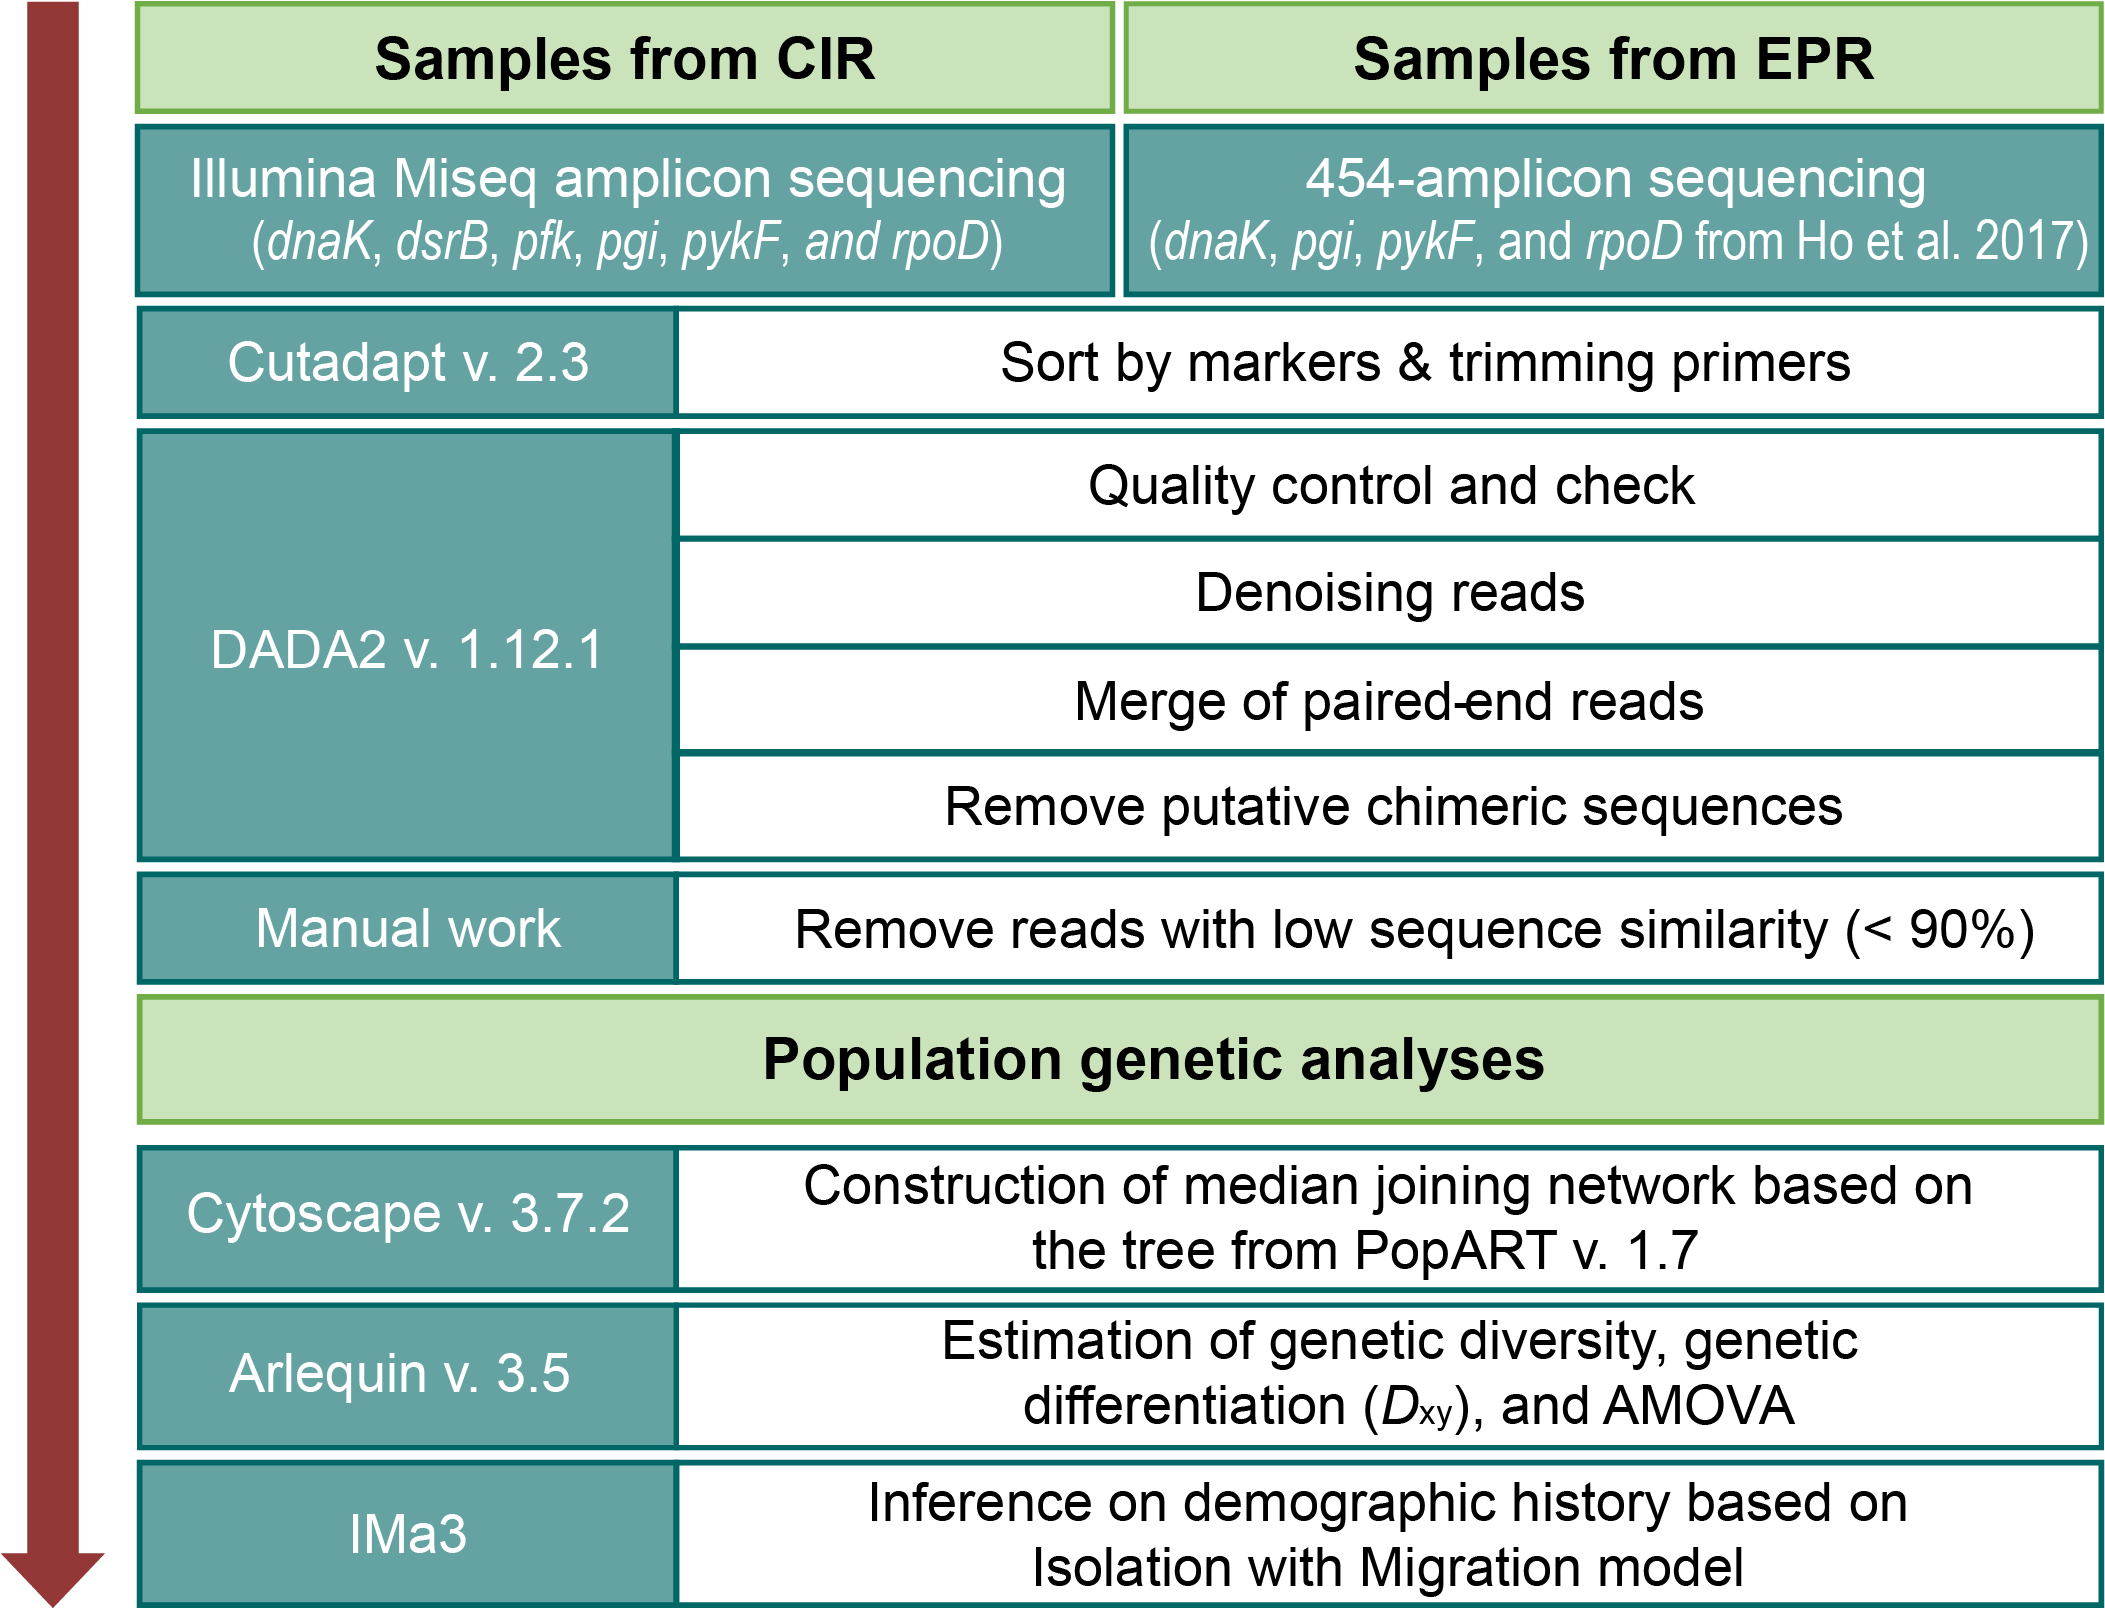 Samples from CIR
Samples from EPR
Illumina Miseq amplicon sequencing
(dnaK, dsrB, pfk, pgi, pykF, and rpoD)
454-amplicon sequencing
(dnaK, pgi, pykF, and rpoD from Ho et al. 2017)
Cutadapt v. 2.3
Sort by markers & trimming primers
DADA2 v. 1.12.1
Quality control and check
Denoising reads
Merge of paired-end reads
Remove putative chimeric sequences
Manual work
Remove reads with low sequence similarity (< 90%)
Population genetic analyses
Cytoscape v. 3.7.2
Construction of median joining network based on
the tree from PopART v. 1.7
Arlequin v. 3.5
Estimation of genetic diversity, genetic
differentiation (Dxy), and AMOVA
IMa3
Inference on demographic history based on
Isolation with Migration model